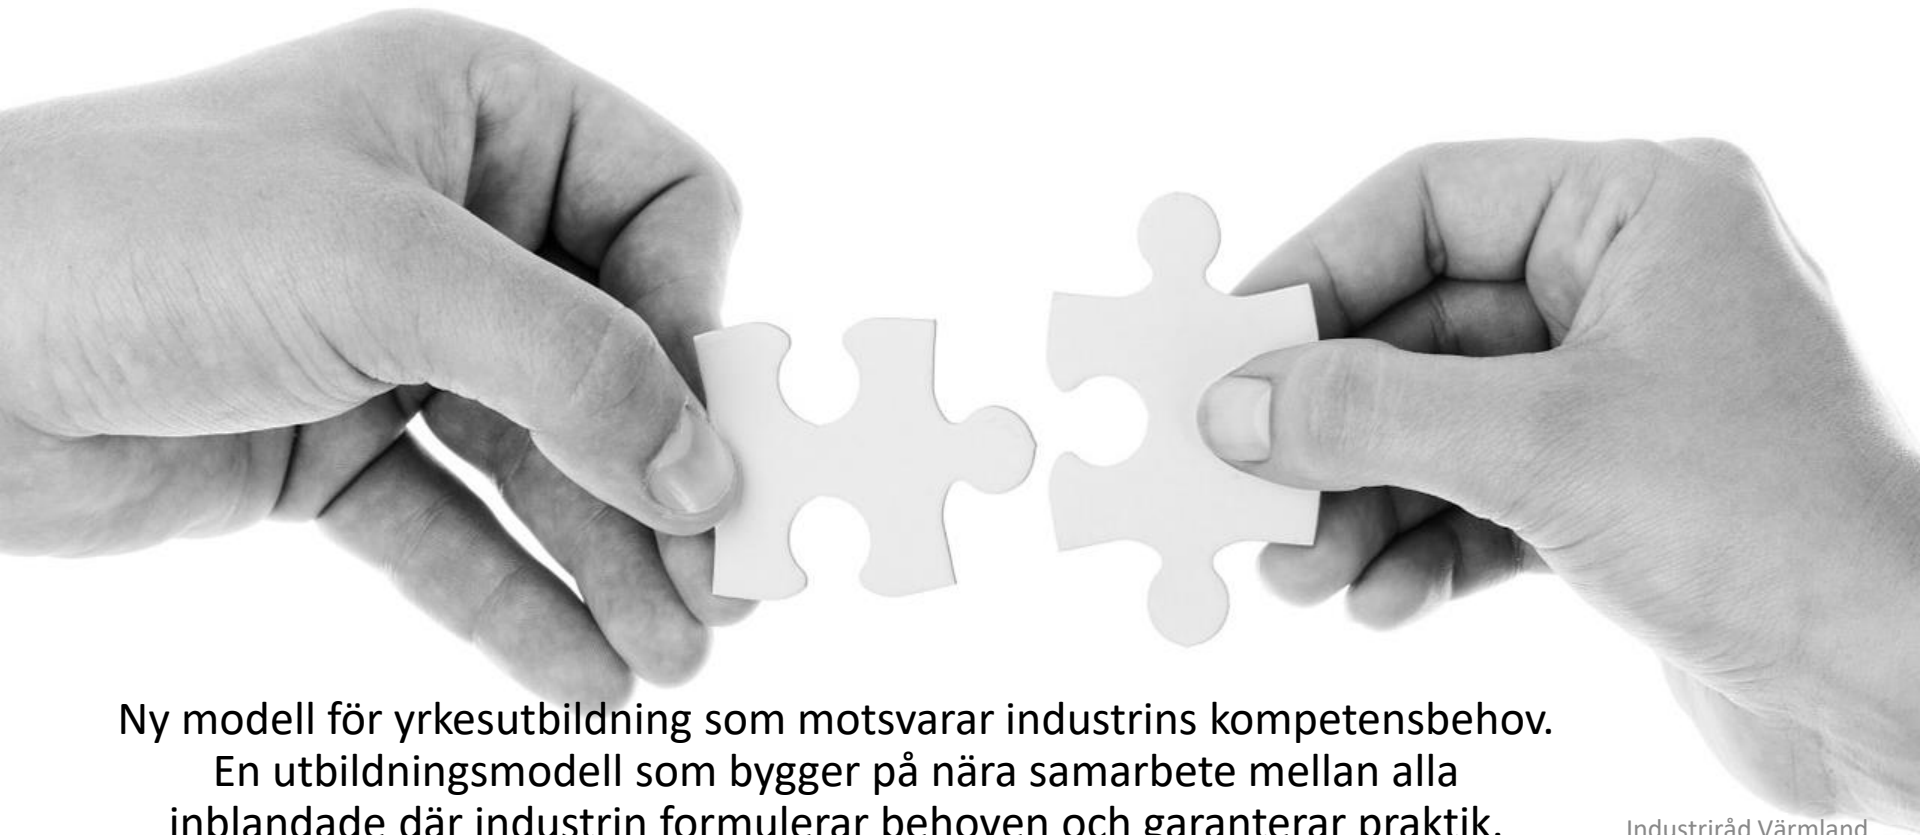 Ny modell för yrkesutbildning som motsvarar industrins kompetensbehov.
En utbildningsmodell som bygger på nära samarbete mellan alla
inblandade där industrin formulerar behoven och garanterar praktik.
Industriråd Värmland